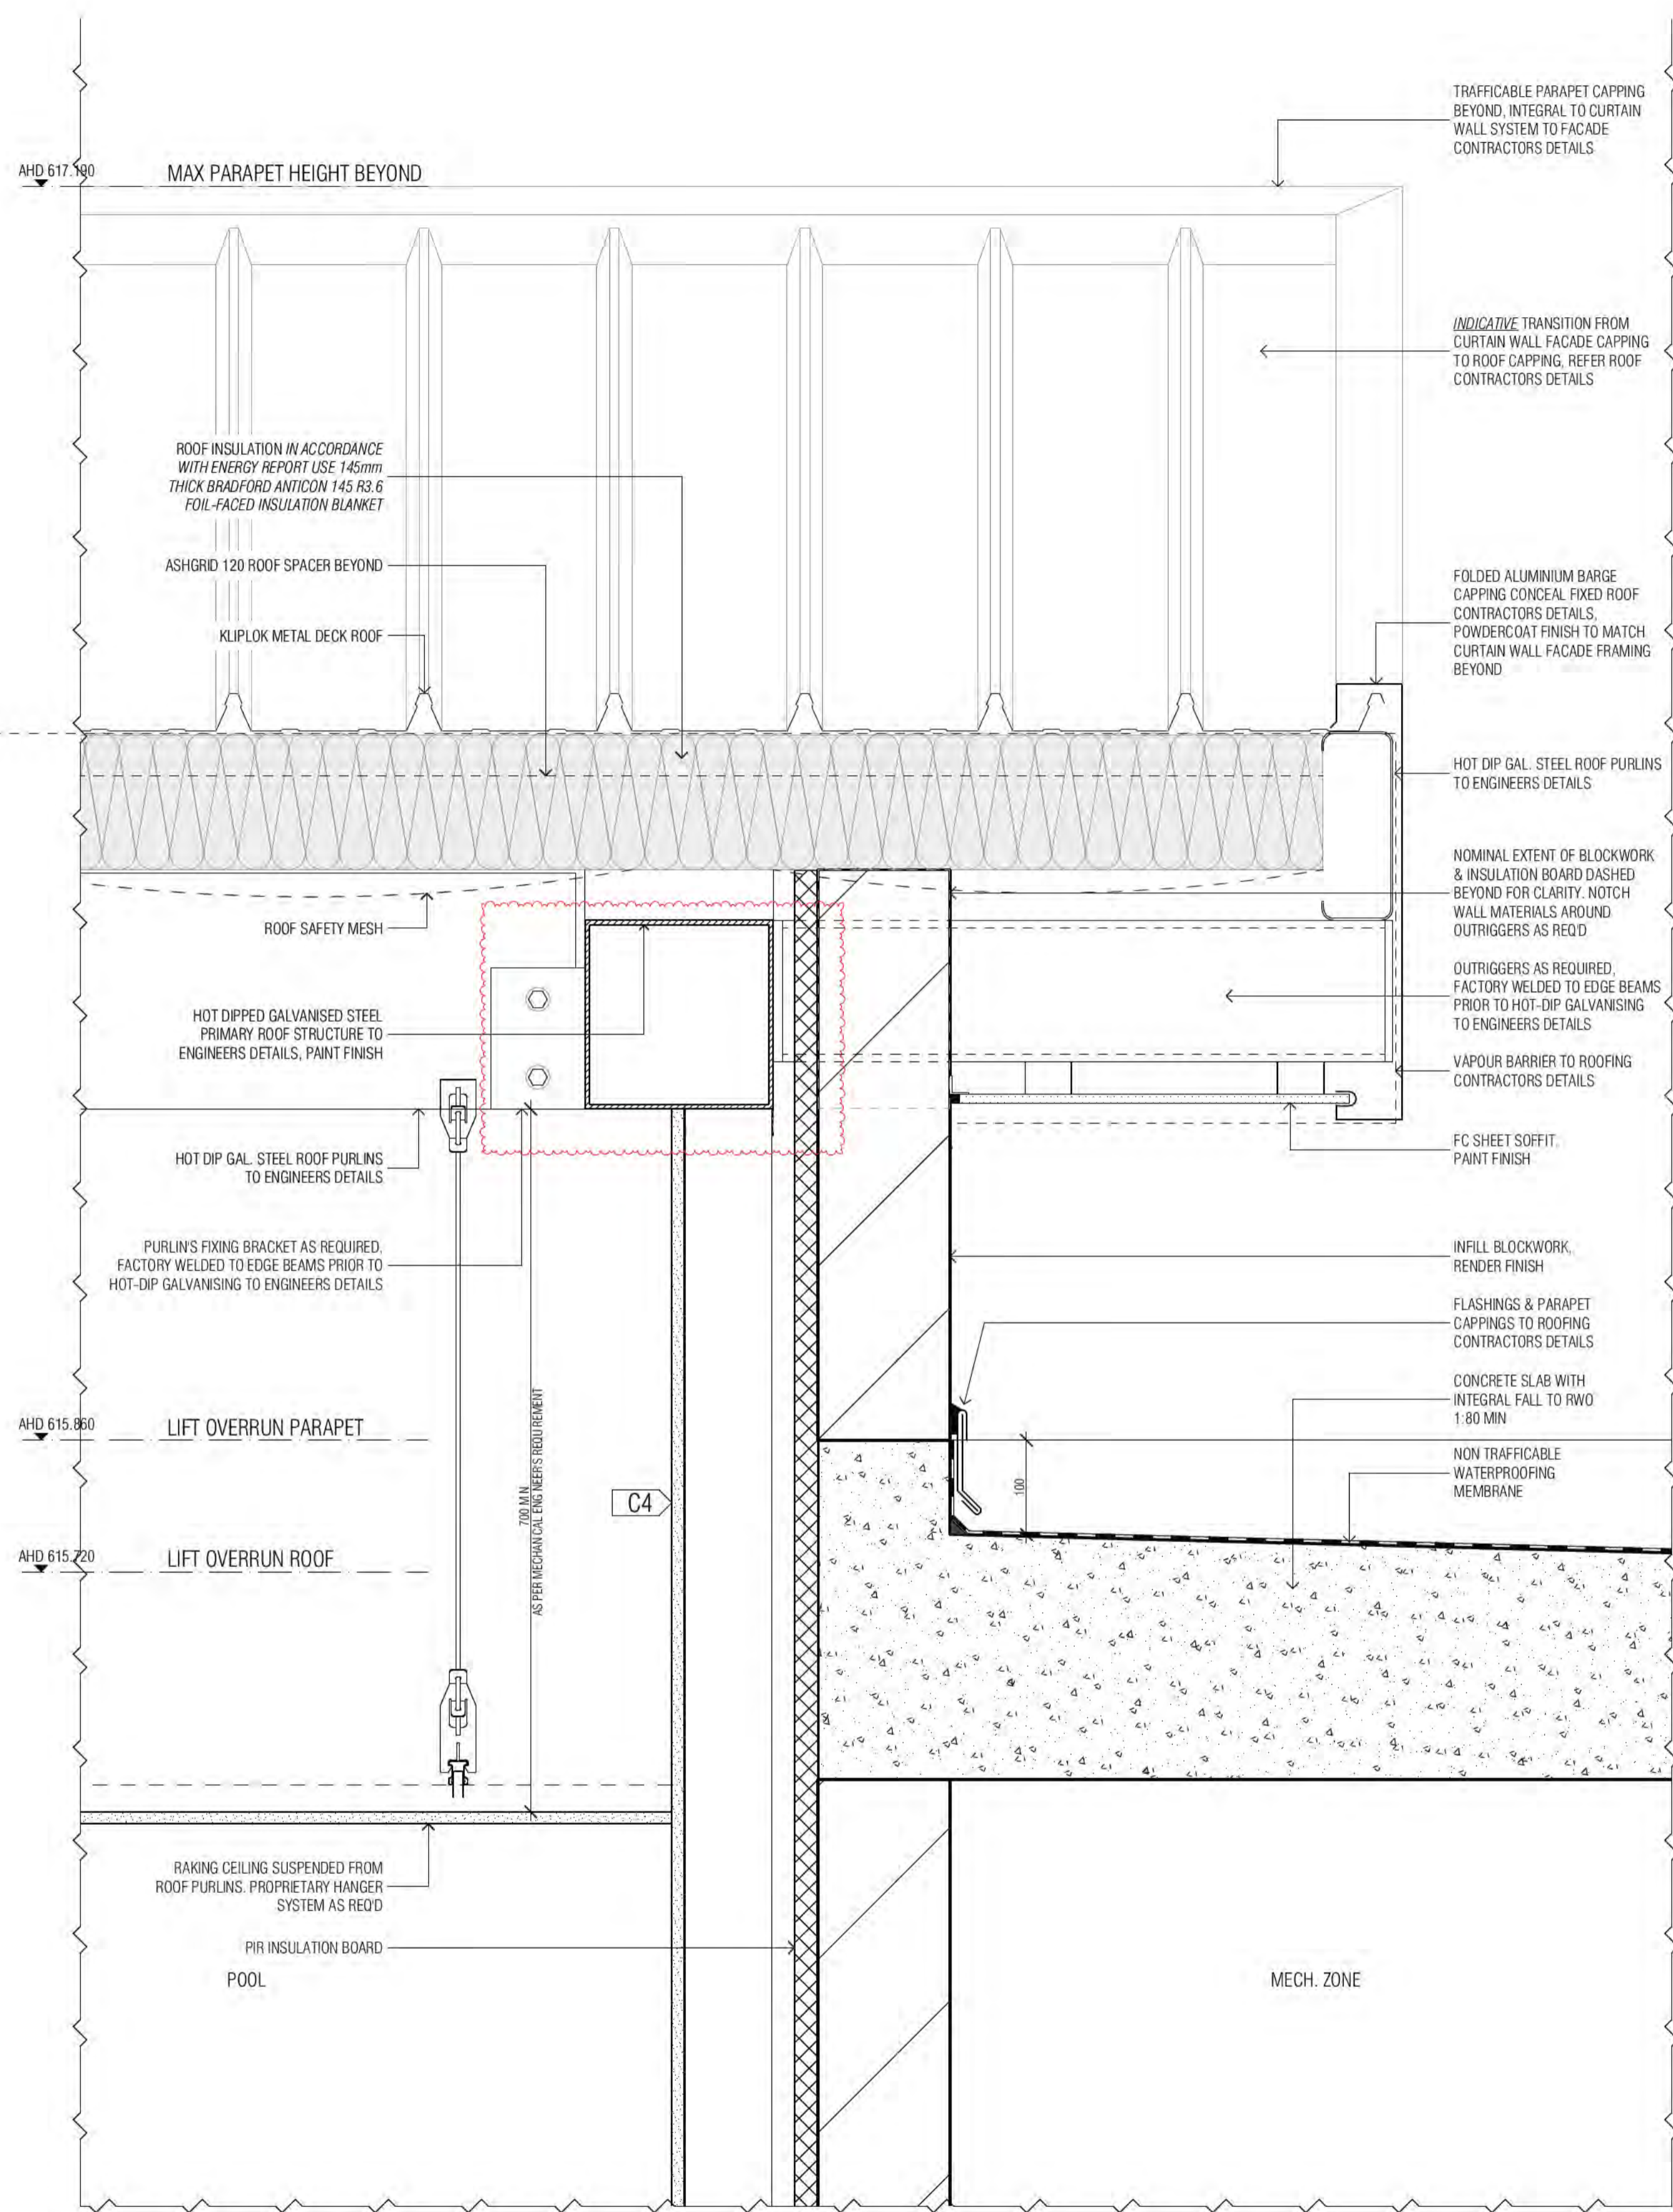 TRAFFICABLE PARAPET CAPPING
BEYOND, INTEGRAL TO CURTAIN
WALL SYSTEM TO FACADE
CONTRACTORS DETAILS
AHD 617.190
MAX PARAPET HEIGHT BEYOND
INDICATIVE TRANSITION FROM
CURTAIN WALL FACADE CAPPING
TO ROOF CAPPING, REFER ROOF
CONTRACTORS DETAILS
ROOF INSULATION IN ACCORDANCE
WITH ENERGY REPORT USE 145mm
THICK BRADFORD ANTICON 145 R3.6
FOIL-FACED INSULATION BLANKET
ASHGRID 120 ROOF SPACER BEYOND
KLIPLOK METAL DECK ROOF
FOLDED ALUMINIUM BARGE
CAPPING CONCEAL FIXED ROOF
CONTRACTORS DETAILS,
POWDERCOAT FINISH TO MATCH
CURTAIN WALL FACADE FRAMING
BEYOND
HOT DIP GAL. STEEL ROOF PURLINS
TO ENGINEERS DETAILS
NOMINAL EXTENT OF BLOCKWORK
& INSULATION BOARD DASHED
BEYOND FOR CLARITY. NOTCH
WALL MATERIALS AROUND
OUTRIGGERS AS REQ'D
ROOF SAFETY MESH
OUTRIGGERS AS REQUIRED,
FACTORY WELDED TO EDGE BEAMS
PRIOR TO HOT-DIP GALVANISING
TO ENGINEERS DETAILS
HOT DIPPED GALVANISED STEEL
PRIMARY ROOF STRUCTURE TO
ENGINEERS DETAILS, PAINT FINISH
VAPOUR BARRIER TO ROOFING
CONTRACTORS DETAILS
FC SHEET SOFFIT,
PAINT FINISH
HOT DIP GAL. STEEL ROOF PURLINS
TO ENGINEERS DETAILS
PURLIN'S FIXING BRACKET AS REQUIRED,
FACTORY WELDED TO EDGE BEAMS PRIOR TO
HOT-DIP GALVANISING TO ENGINEERS DETAILS
INFILL BLOCKWORK,
RENDER FINISH
FLASHINGS & PARAPET
CAPPINGS TO ROOFING
CONTRACTORS DETAILS
CONCRETE SLAB WITH
INTEGRAL FALL TO RWO
1:80 MIN
AHD 615.860
LIFT OVERRUN PARAPET
NON TRAFFICABLE
WATERPROOFING
MEMBRANE
100
700 MIN
AS PER MECHANICAL ENGINEER'S REQUIREMENT
C4
AHD 615.720
LIFT OVERRUN ROOF
RAKING CEILING SUSPENDED FROM
ROOF PURLINS. PROPRIETARY HANGER
SYSTEM AS REQ'D
PIR INSULATION BOARD
POOL
MECH. ZONE